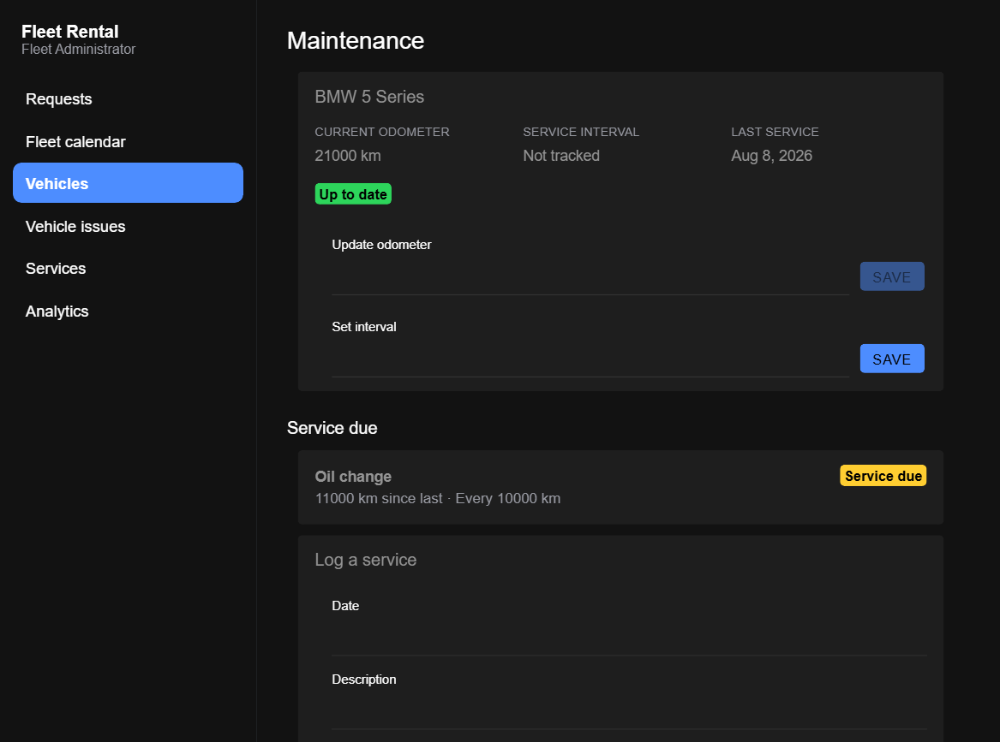 Fleet Rental
Fleet Administrator
Requests
Fleet calendar
Vehicles
Vehicle issues
Services
Analytics
Maintenance
BMW 5 Series
CURRENT ODOMETER SERVICE INTERVAL LAST SERVICE
21000 km Not tracked Aug 8, 2026
Up to date
Update odometer
SAVE
Set interval
SAVE
Service due
Oil change Service due
11000 km since last · Every 10000 km
Log a service
Date
Description